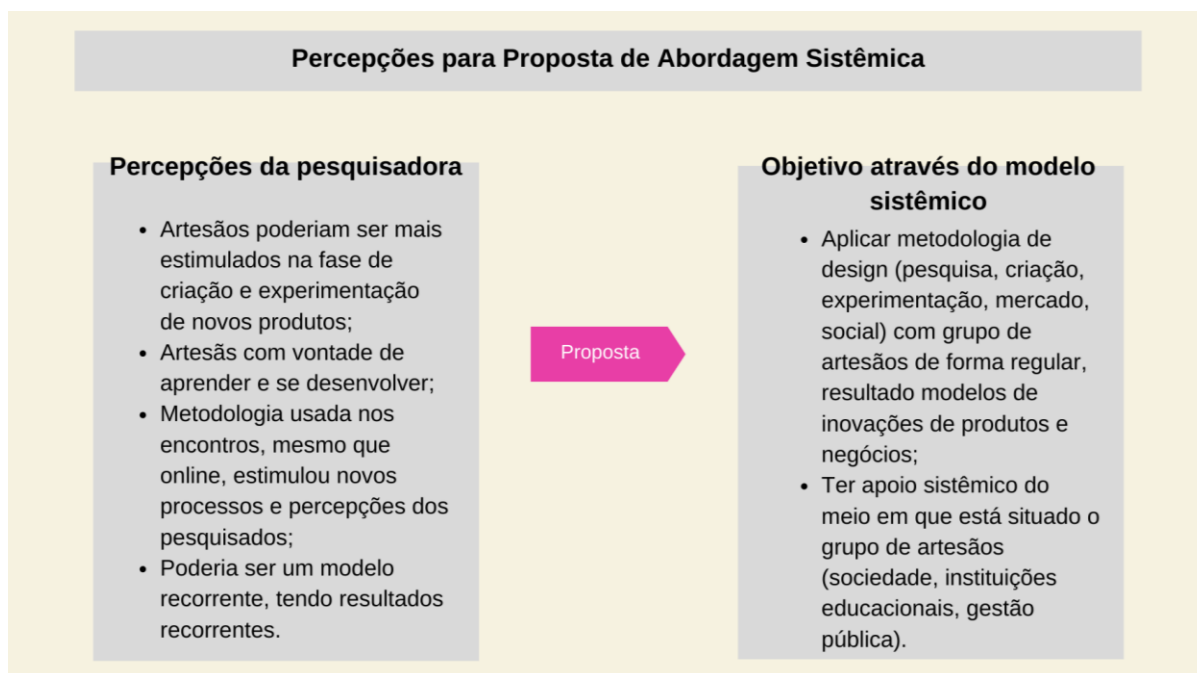 Percepções para Proposta de Abordagem Sistêmica
Percepções da pesquisadora
• Artesãos poderiam ser mais
estimulados na fase de
criação e experimentação
de novos produtos;
• Artesãs com vontade de
aprender e se desenvolver;
• Metodologia usada nos
encontros, mesmo que
online, estimulou novos
processos e percepções dos
pesquisados;
• Poderia ser um modelo
recorrente, tendo resultados
recorrentes.
Proposta
Objetivo através do modelo
sistêmico
• Aplicar metodologia de
design (pesquisa, criação,
experimentação, mercado,
social) com grupo de
artesãos de forma regular,
resultado modelos de
inovações de produtos e
negócios;
• Ter apoio sistêmico do
meio em que está situado o
grupo de artesãos
(sociedade, instituições
educacionais, gestão
pública).